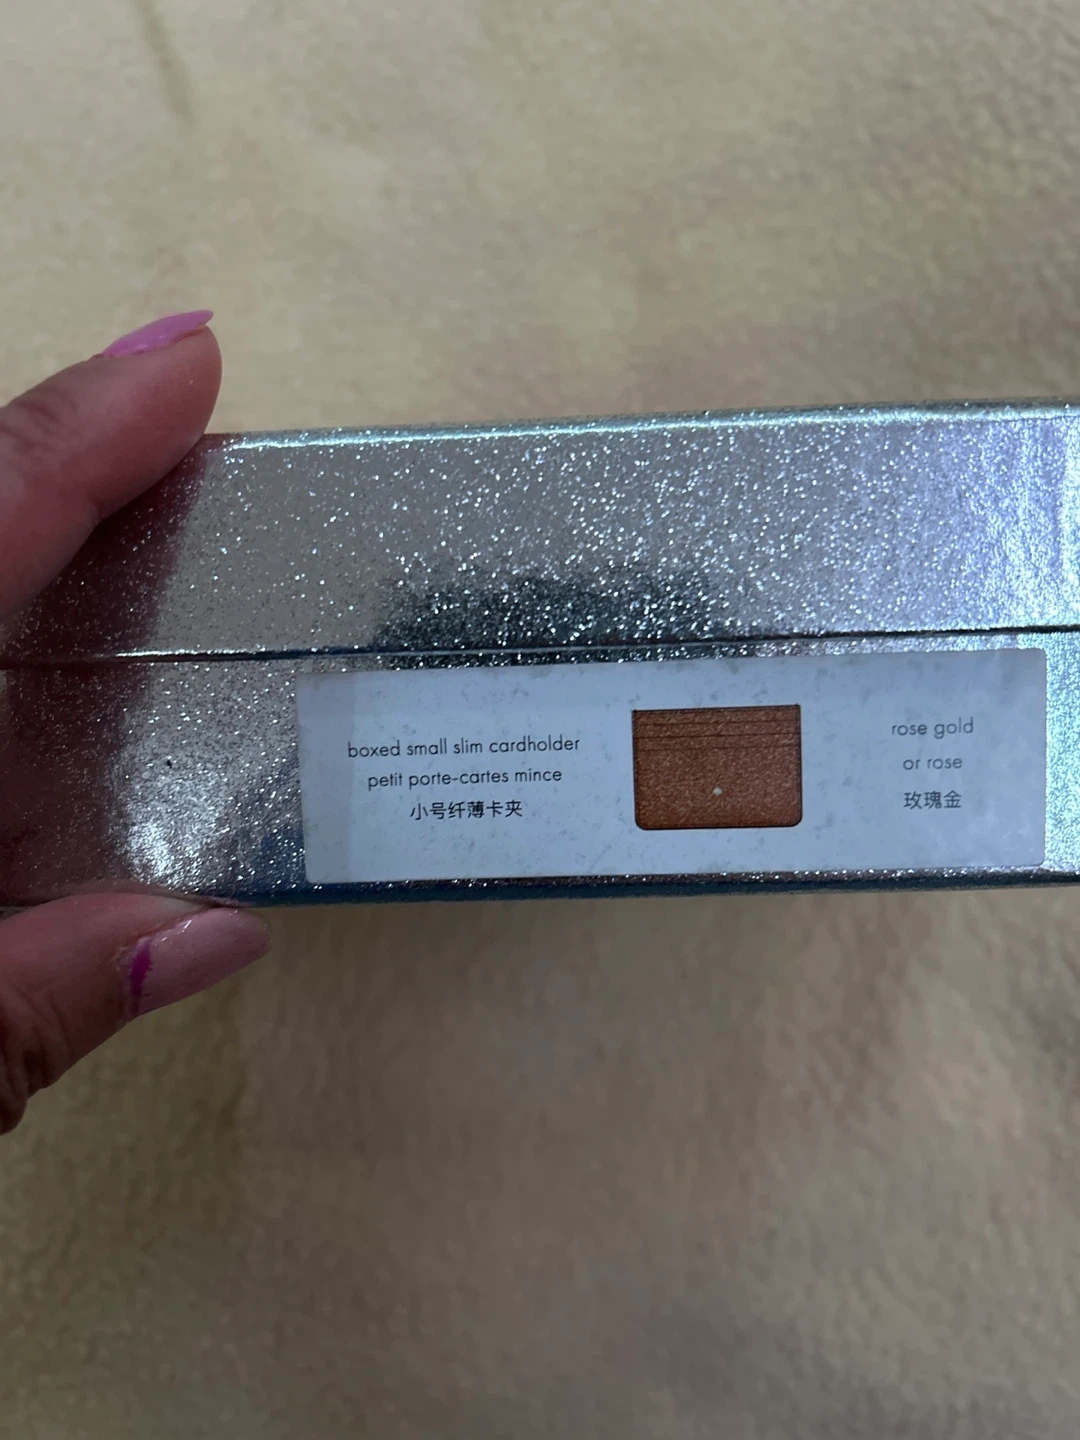 boxed small slim cardholder
petit porte-cartes mince
小号纤薄卡夹
rose gold
or rose
玫瑰金